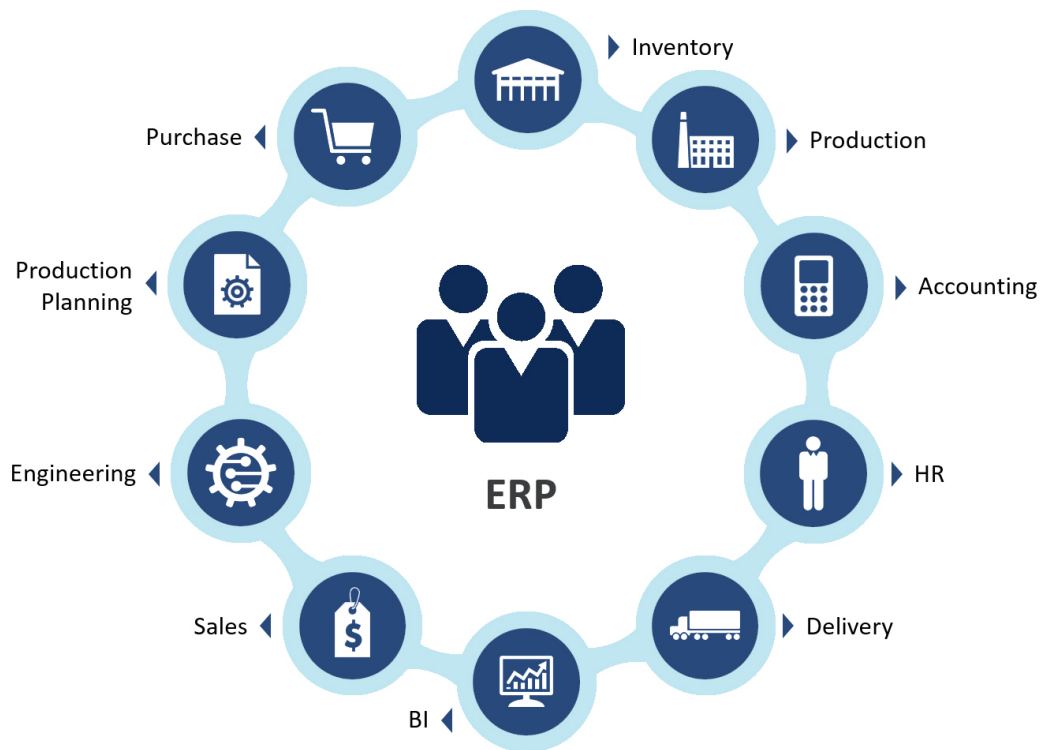 Inventory
Purchase
Production
Production
Planning
Accounting
ERP
Engineering
HR
Sales
$
Delivery
BI